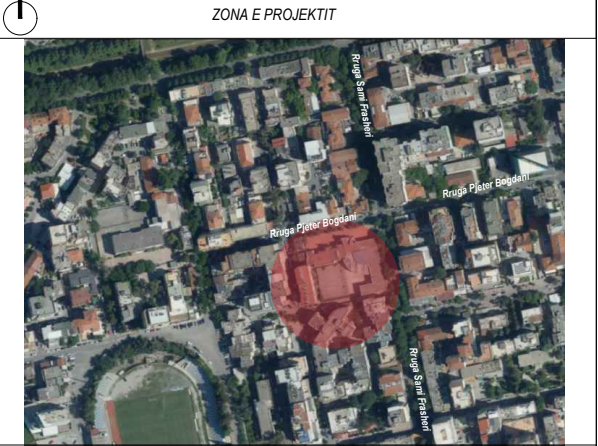 ZONA E PROJEKTIT
Rruga Sami Frasheri
Rruga Pjeter Bogdani
Rruga Pjeter Bogdani
Rruga Sami Frasheri